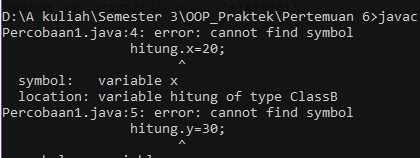 D:\A kuliah\Semester 3\OOP_Praktek\Pertemuan 6>javac
Percobaan1.java:4: error: cannot find symbol
hitung.x=20;
^
symbol: variable x
location: variable hitung of type ClassB
Percobaan1.java:5: error: cannot find symbol
hitung.y=30;
^